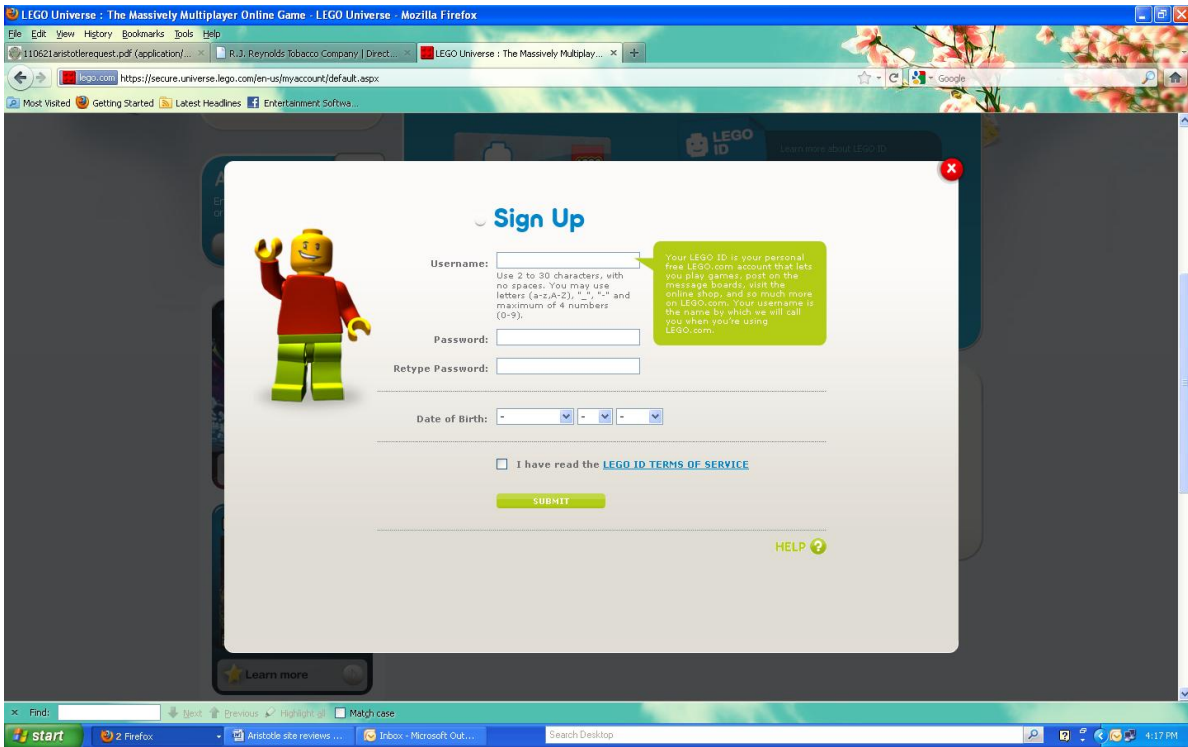 LEGO Universe : The Massively Multiplayer Online Game - LEGO Universe - Mozilla Firefox
File Edit View History Bookmarks Tools Help
110621aristotlerequest.pdf (application/... × R.J. Reynolds Tobacco Company | Direct... × LEGO Universe : The Massively Multiplay... × +
lego.com https://secure.universe.lego.com/en-us/myaccount/default.aspx Google
Most Visited Getting Started Latest Headlines Entertainment Softwa...
LEGO
ID
Learn more about LEGO ID
Sign Up
Username:
Use 2 to 30 characters, with
no spaces. You may use
letters (a-z,A-Z), "_", "-" and
maximum of 4 numbers
(0-9).
Your LEGO ID is your personal
free LEGO.com account that lets
you play games, post on the
message boards, visit the
online shop, and so much more
on LEGO.com. Your username is
the name by which we will call
you when you're using
LEGO.com.
Password:
Retype Password:
Date of Birth: - - -
I have read the LEGO ID TERMS OF SERVICE
SUBMIT
HELP ?
Learn more
× Find: Next Previous Highlight all Match case
start 2 Firefox Aristotle site reviews ... Inbox - Microsoft Out... Search Desktop 4:17 PM